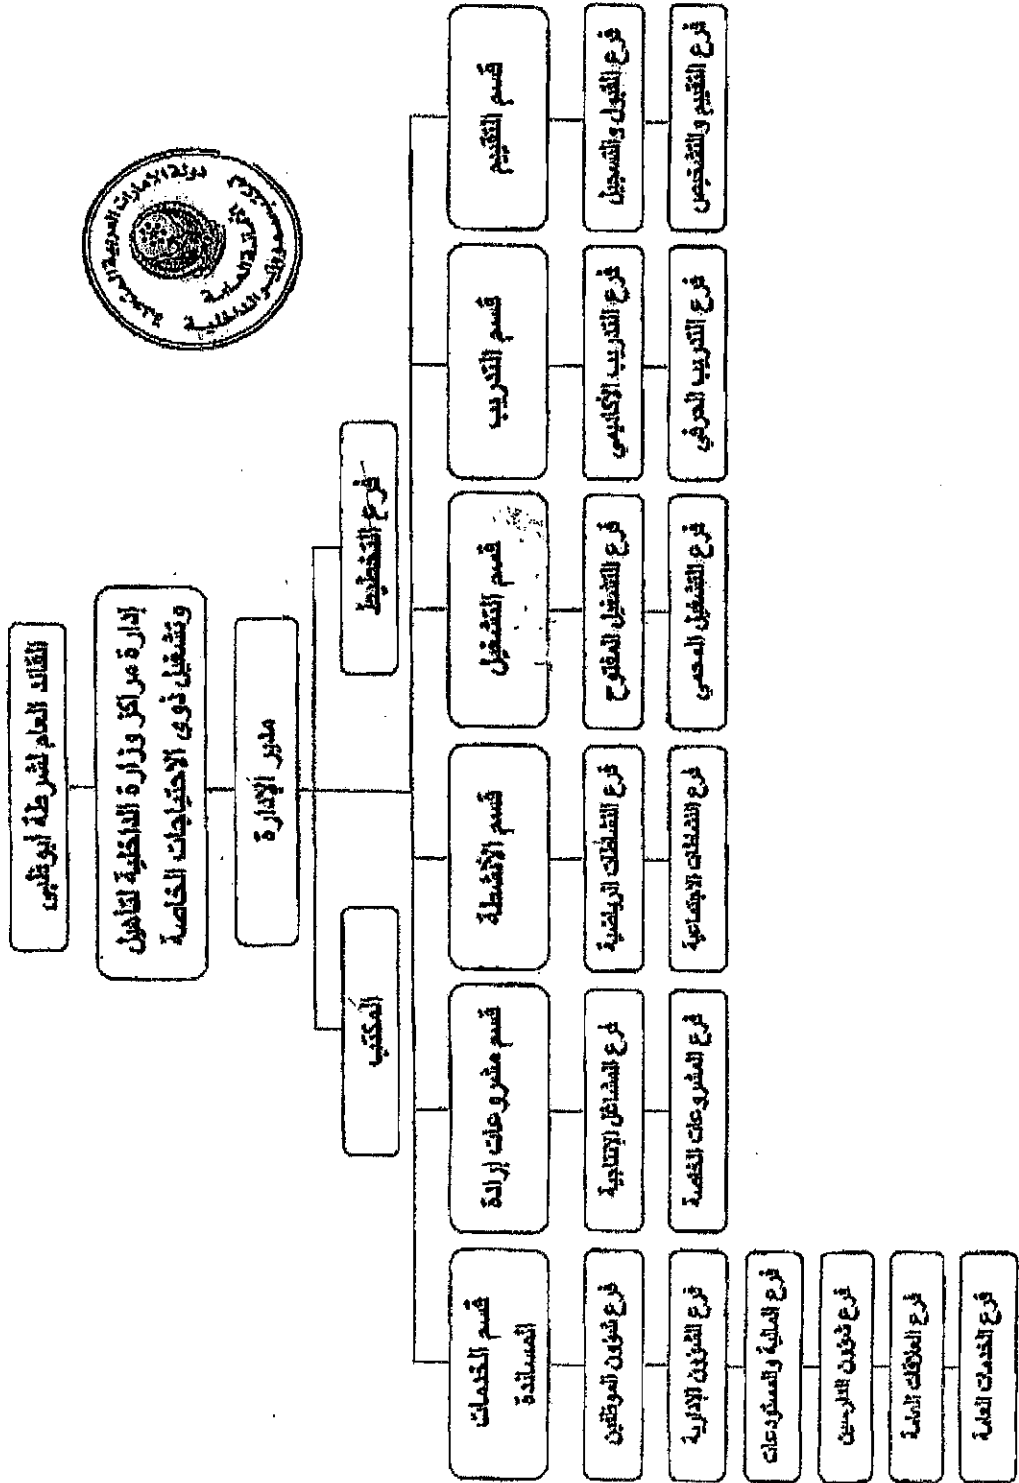 القائد العام لشرطة أبوظبي
إدارة مراكز وزارة الداخلية لتأهيل
وتشغيل ذوي الاحتياجات الخاصة
مدير الإدارة
فرع التخطيط
المكتب
قسم التقييم
فرع القبول والتسجيل
فرع التقييم والتشخيص
قسم التدريب
فرع التدريب الأكاديمي
فرع التدريب الحرفي
قسم التشغيل
فرع التشغيل المفتوح
فرع التشغيل المحمي
قسم الأنشطة
فرع النشاطات الرياضية
فرع النشاطات الاجتماعية
قسم مشروعات إرادة
فرع المشاغل الإنتاجية
فرع المشروعات الخاصة
قسم الخدمات
المساندة
فرع شؤون الموظفين
فرع الشؤون الإدارية
فرع المالية والمستودعات
فرع شؤون الدارسين
فرع العلاقات العامة
فرع الخدمات العامة
دولة الإمارات العربية المتحدة